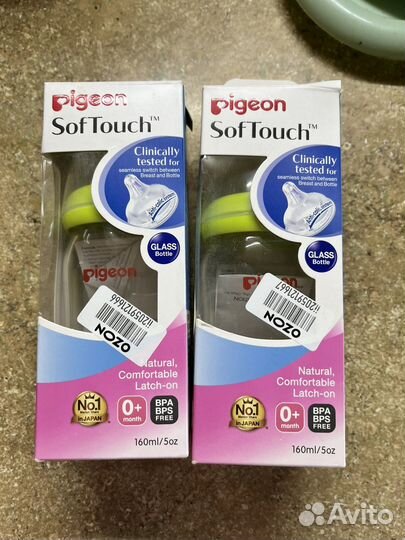 pigeon
SofTouch™
Clinically
tested for
seamless switch between
Breast and Bottle
GLASS
Bottle
pigeon
ii2059121666
OZON
Natural,
Comfortable
Latch-on
No.1
in JAPAN
0+
month
BPA
BPS
FREE
160ml/5oz
pigeon
SofTouch™
Clinically
tested for
seamless switch between
Breast and Bottle
GLASS
Bottle
pigeon
ii2059121667
OZON
Natural,
Comfortable
Latch-on
No.1
in JAPAN
0+
month
BPA
BPS
FREE
160ml/5oz
Avito